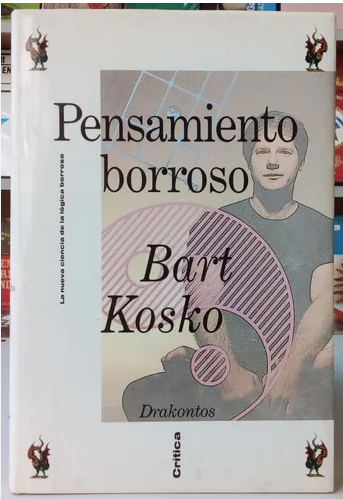 Pensamiento
borroso
La nueva ciencia de la lógica borrosa
Bart
Kosko
Drakontos
Crítica